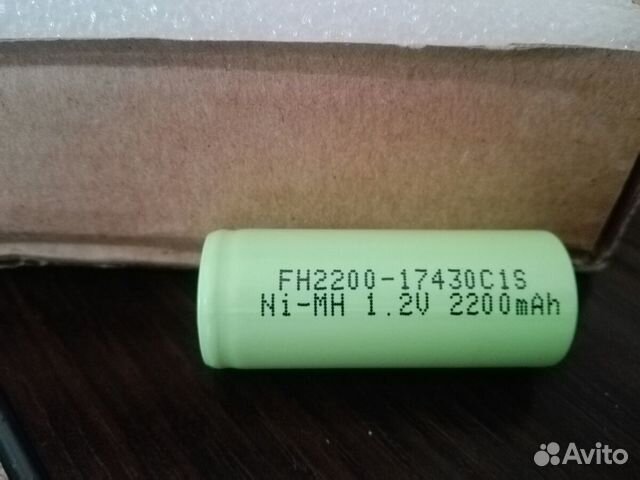 FH2200-17430C1S
Ni-MH 1.2V 2200mAh
Avito